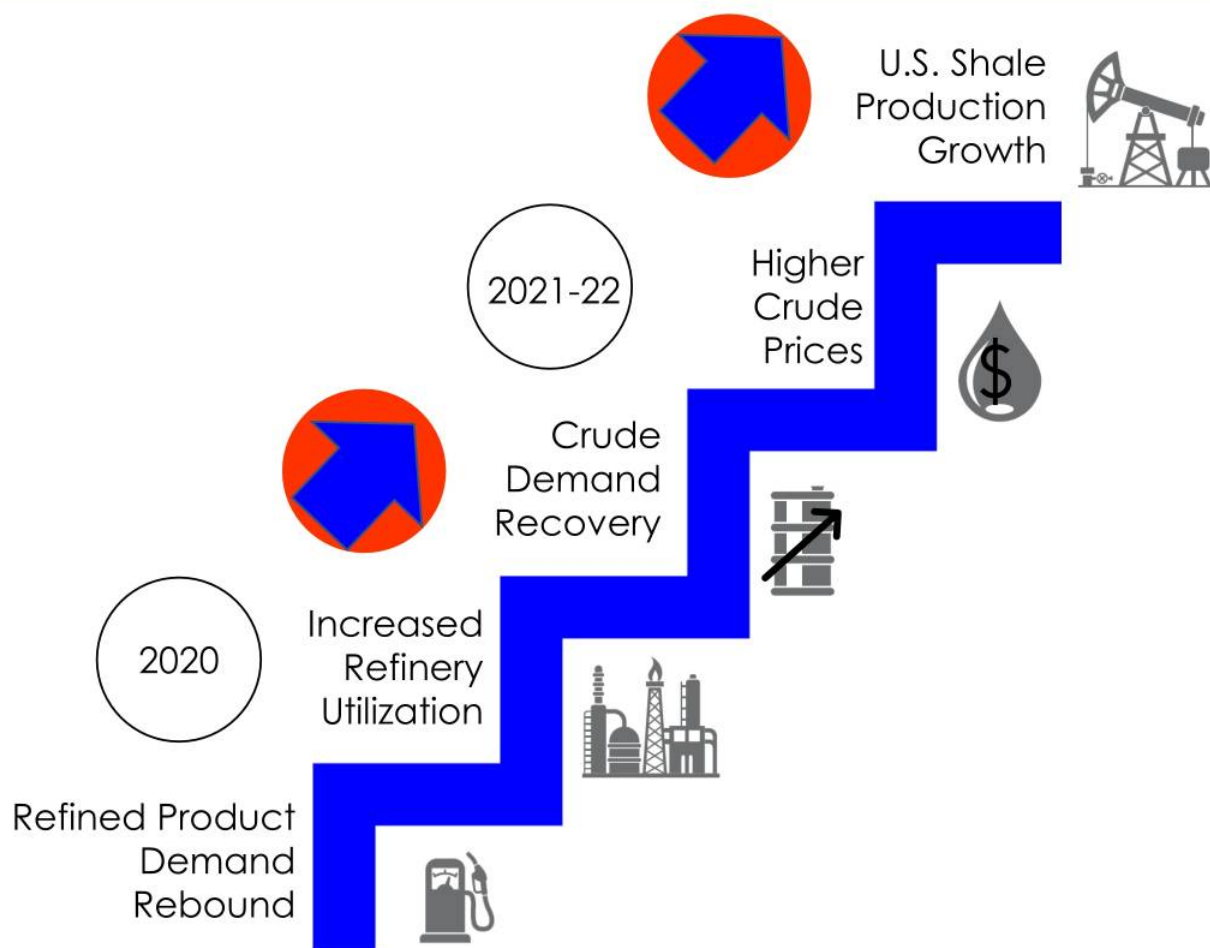 U.S. Shale
Production
Growth
2021-22
Higher
Crude
Prices
$
Crude
Demand
Recovery
2020
Increased
Refinery
Utilization
Refined Product
Demand
Rebound